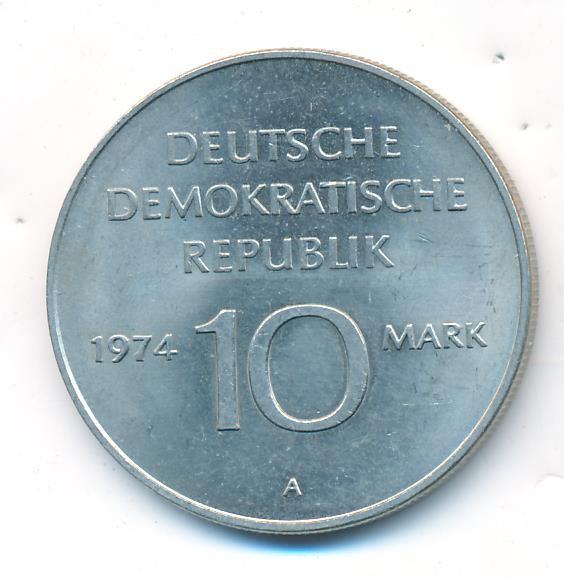 DEUTSCHE
DEMOKRATISCHE
REPUBLIK
1974 10 MARK
A